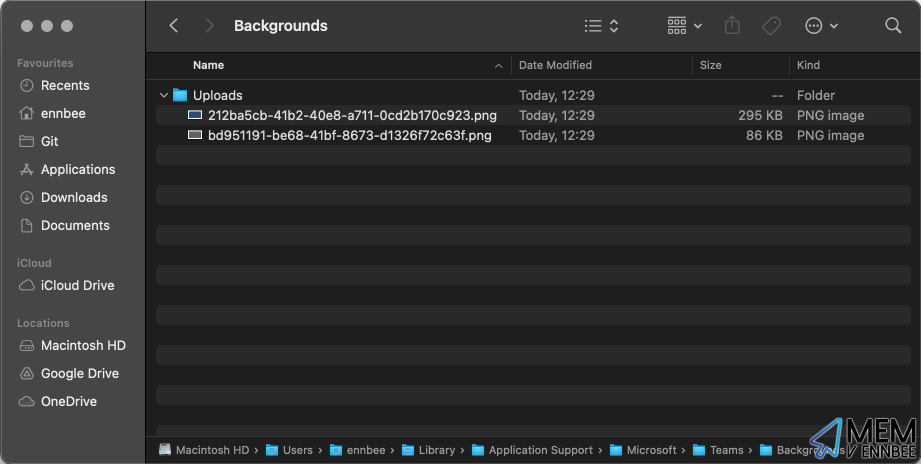 Backgrounds
Favourites
Recents
ennbee
Git
Applications
Downloads
Documents
iCloud
iCloud Drive
Locations
Macintosh HD
Google Drive
OneDrive
Name Date Modified Size Kind
Uploads Today, 12:29 -- Folder
212ba5cb-41b2-40e8-a711-0cd2b170c923.png Today, 12:29 295 KB PNG image
bd951191-be68-41bf-8673-d1326f72c63f.png Today, 12:29 86 KB PNG image
Macintosh HD › Users › ennbee › Library › Application Support › Microsoft › Teams › Backgrounds
MEM
V ENNBEE